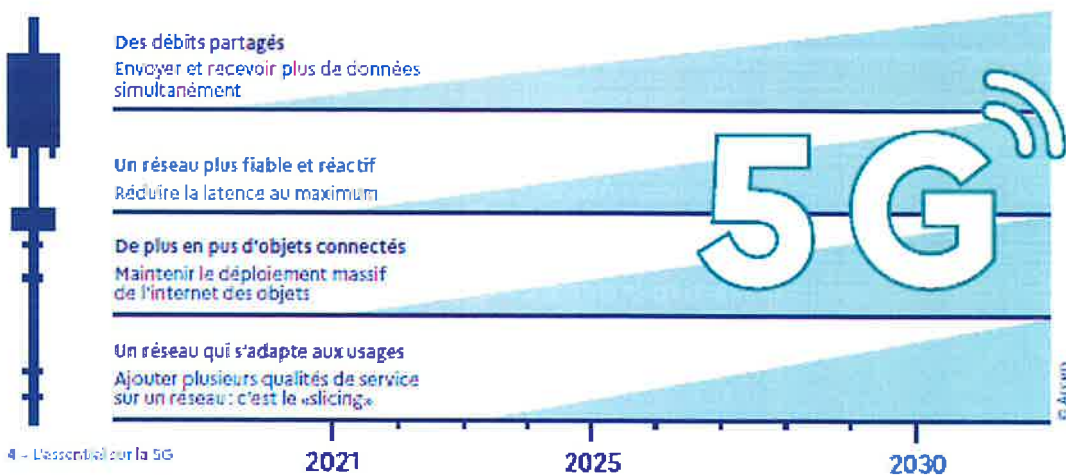 Des débits partagés
Envoyer et recevoir plus de données
simultanément
Un réseau plus fiable et réactif
Réduire la latence au maximum
5G
De plus en pus d'objets connectés
Maintenir le déploiement massif
de l'internet des objets
Un réseau qui s'adapte aux usages
Ajouter plusieurs qualités de service
sur un réseau : c'est le «slicing»
© Arcep
4 - L'essentiel sur la 5G
2021
2025
2030